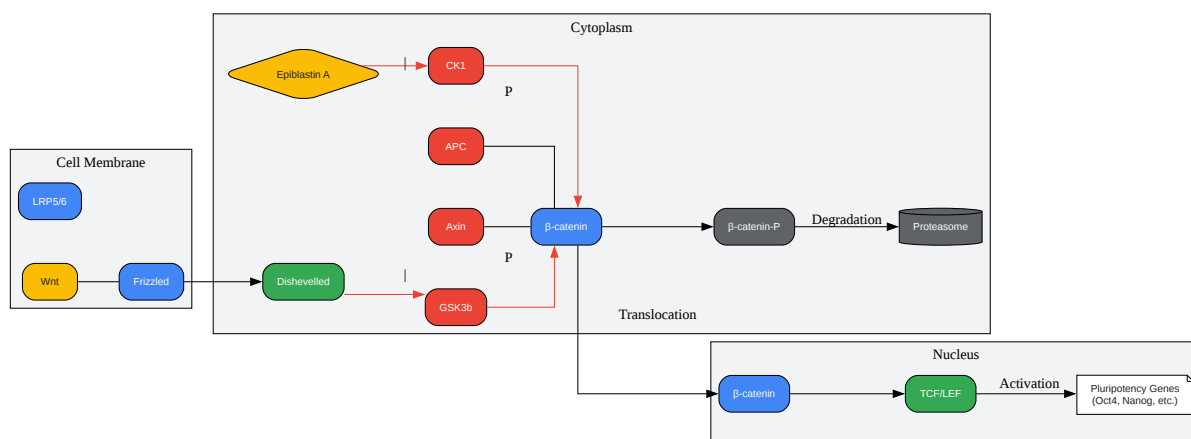 Cytoplasm
Epiblastin A
|
CK1
P
APC
Cell Membrane
LRP5/6
Axin
β-catenin
β-catenin-P
Degradation
Proteasome
P
Wnt
Frizzled
Dishevelled
|
GSK3b
Translocation
Nucleus
β-catenin
TCF/LEF
Activation
Pluripotency Genes
(Oct4, Nanog, etc.)